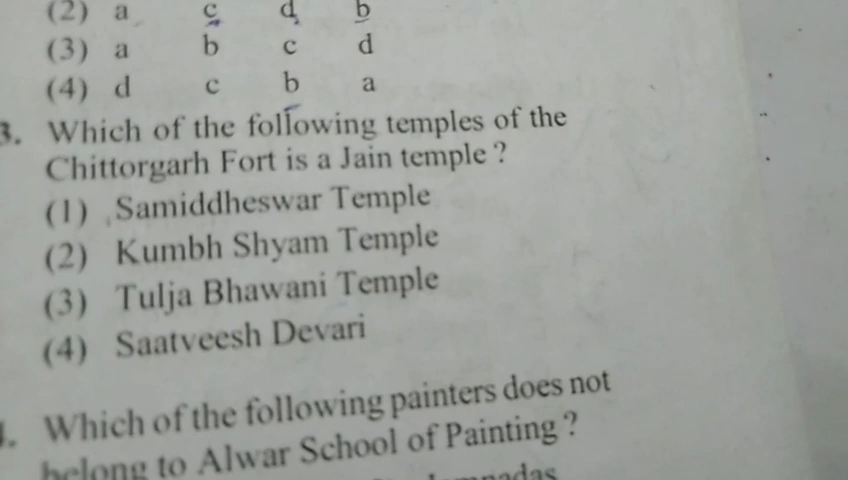 (2) a c d b
(3) a b c d
(4) d c b a
3. Which of the following temples of the
Chittorgarh Fort is a Jain temple ?
(1) Samiddheswar Temple
(2) Kumbh Shyam Temple
(3) Tulja Bhawani Temple
(4) Saatveesh Devari
. Which of the following painters does not
belong to Alwar School of Painting ?